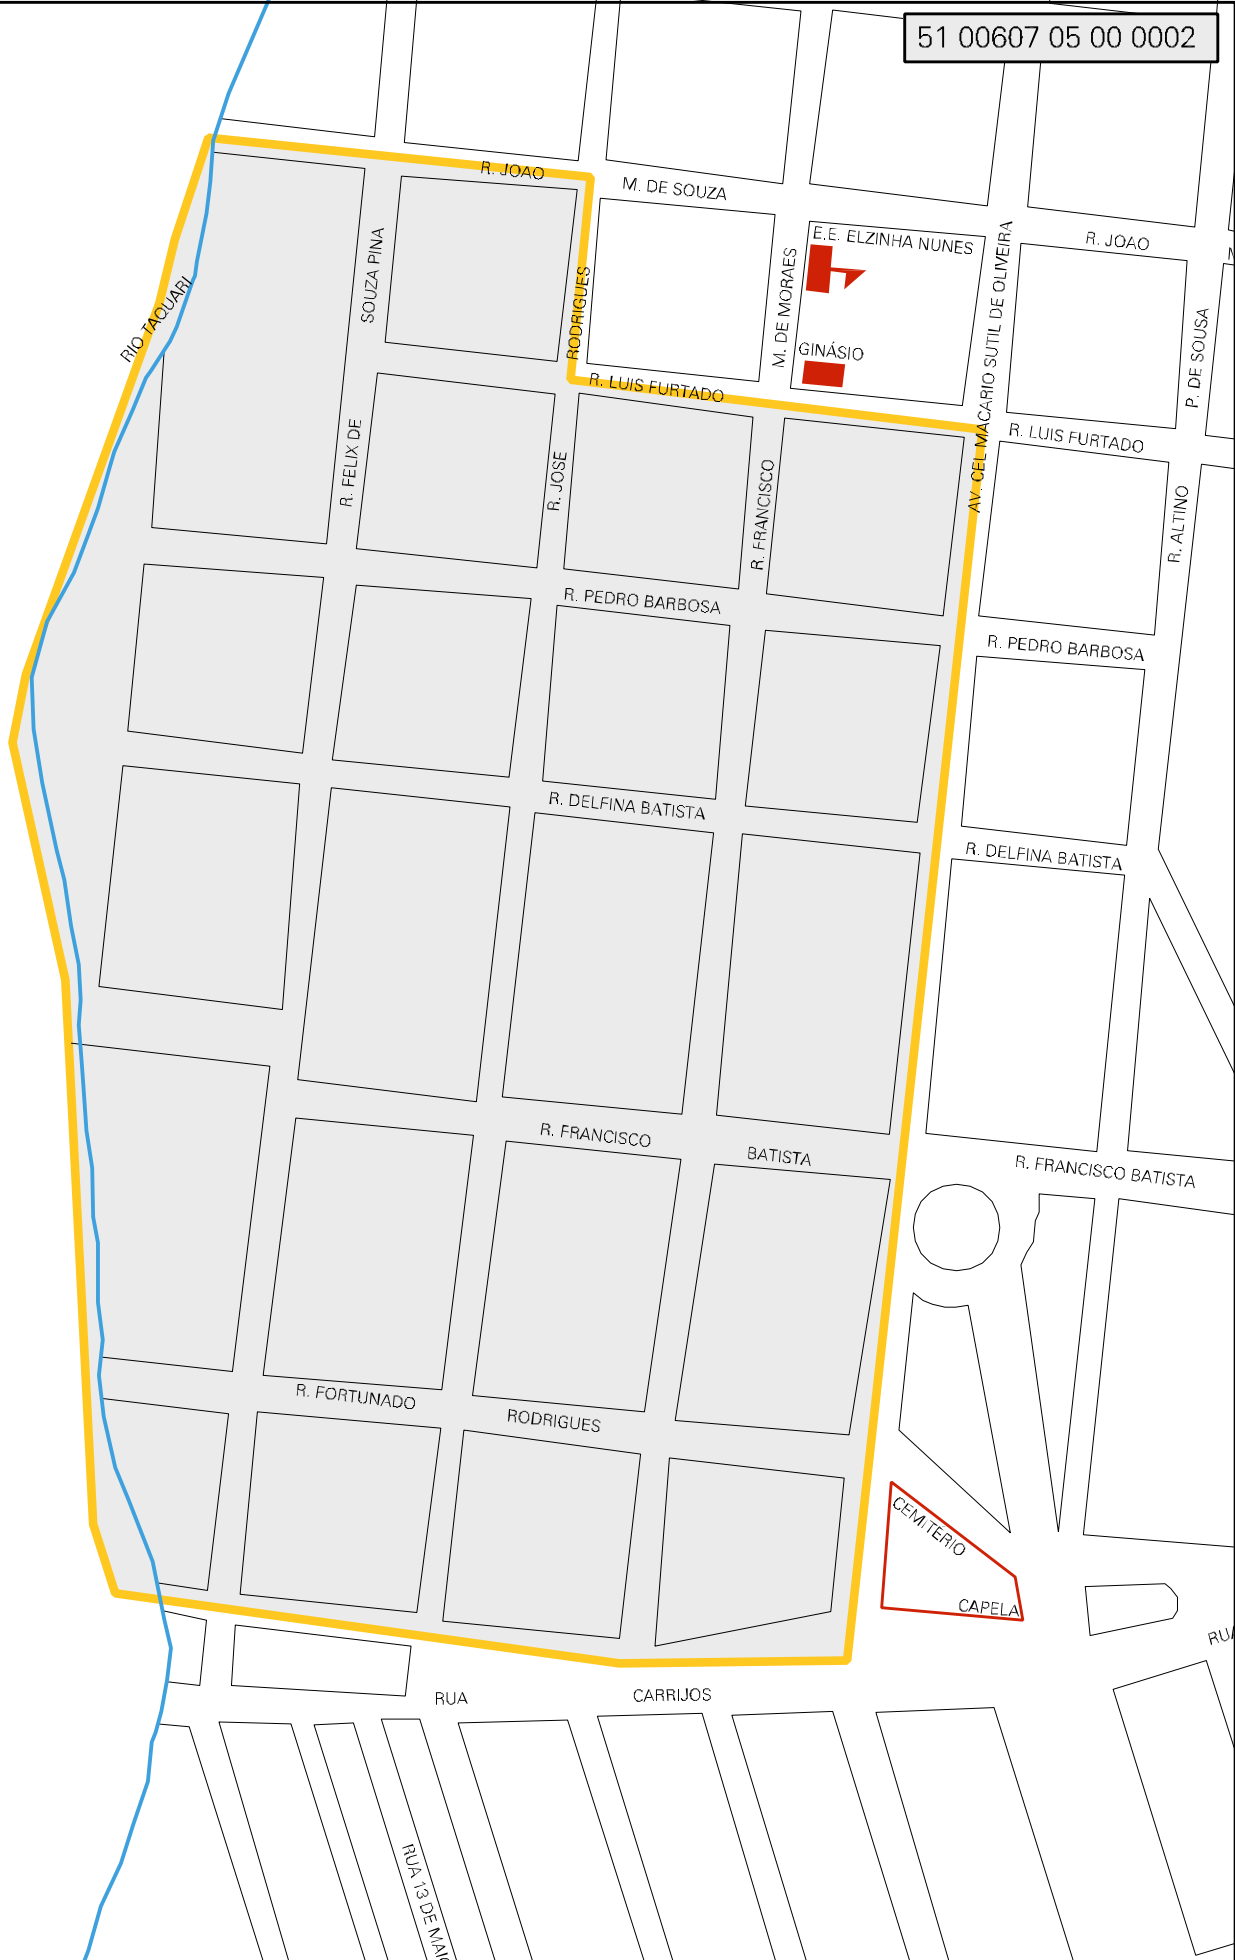 51 00607 05 00 0002
R. JOAO
M. DE SOUZA
E.E. ELZINHA NUNES
R. JOAO
SOUZA PINA
RODRIGUES
M. DE MORAES
AV. CEL MACARIO SUTIL DE OLIVEIRA
P. DE SOUSA
RIO TAQUARI
GINÁSIO
R. LUIS FURTADO
R. LUIS FURTADO
R. FELIX DE
R. JOSE
R. FRANCISCO
R. ALTINO
R. PEDRO BARBOSA
R. PEDRO BARBOSA
R. DELFINA BATISTA
R. DELFINA BATISTA
R. FRANCISCO
BATISTA
R. FRANCISCO BATISTA
R. FORTUNADO
RODRIGUES
CEMITERIO
CAPELA
RUA
CARRIJOS
RUA 13 DE MAIO